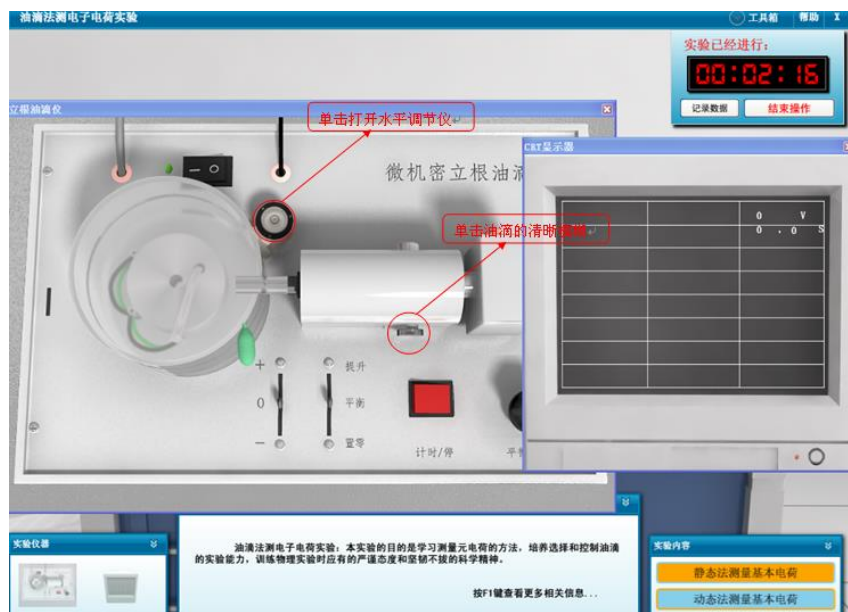 油滴法测电子电荷实验
工具箱 帮助 X
实验已经进行:
00:02:16
记录数据 结束操作
立根油滴仪
单击打开水平调节仪
CRT显示器
微机密立根油滴
单击油滴的清晰
0 V
0.0 S
+
0
−
提升
平衡
置零
计时/停
实验仪器
油滴法测电子电荷实验：本实验的目的是学习测量元电荷的方法，培养选择和控制油滴
的实验能力，训练物理实验时应有的严谨态度和坚韧不拔的科学精神。
按F1键查看更多相关信息...
实验内容
静态法测量基本电荷
动态法测量基本电荷